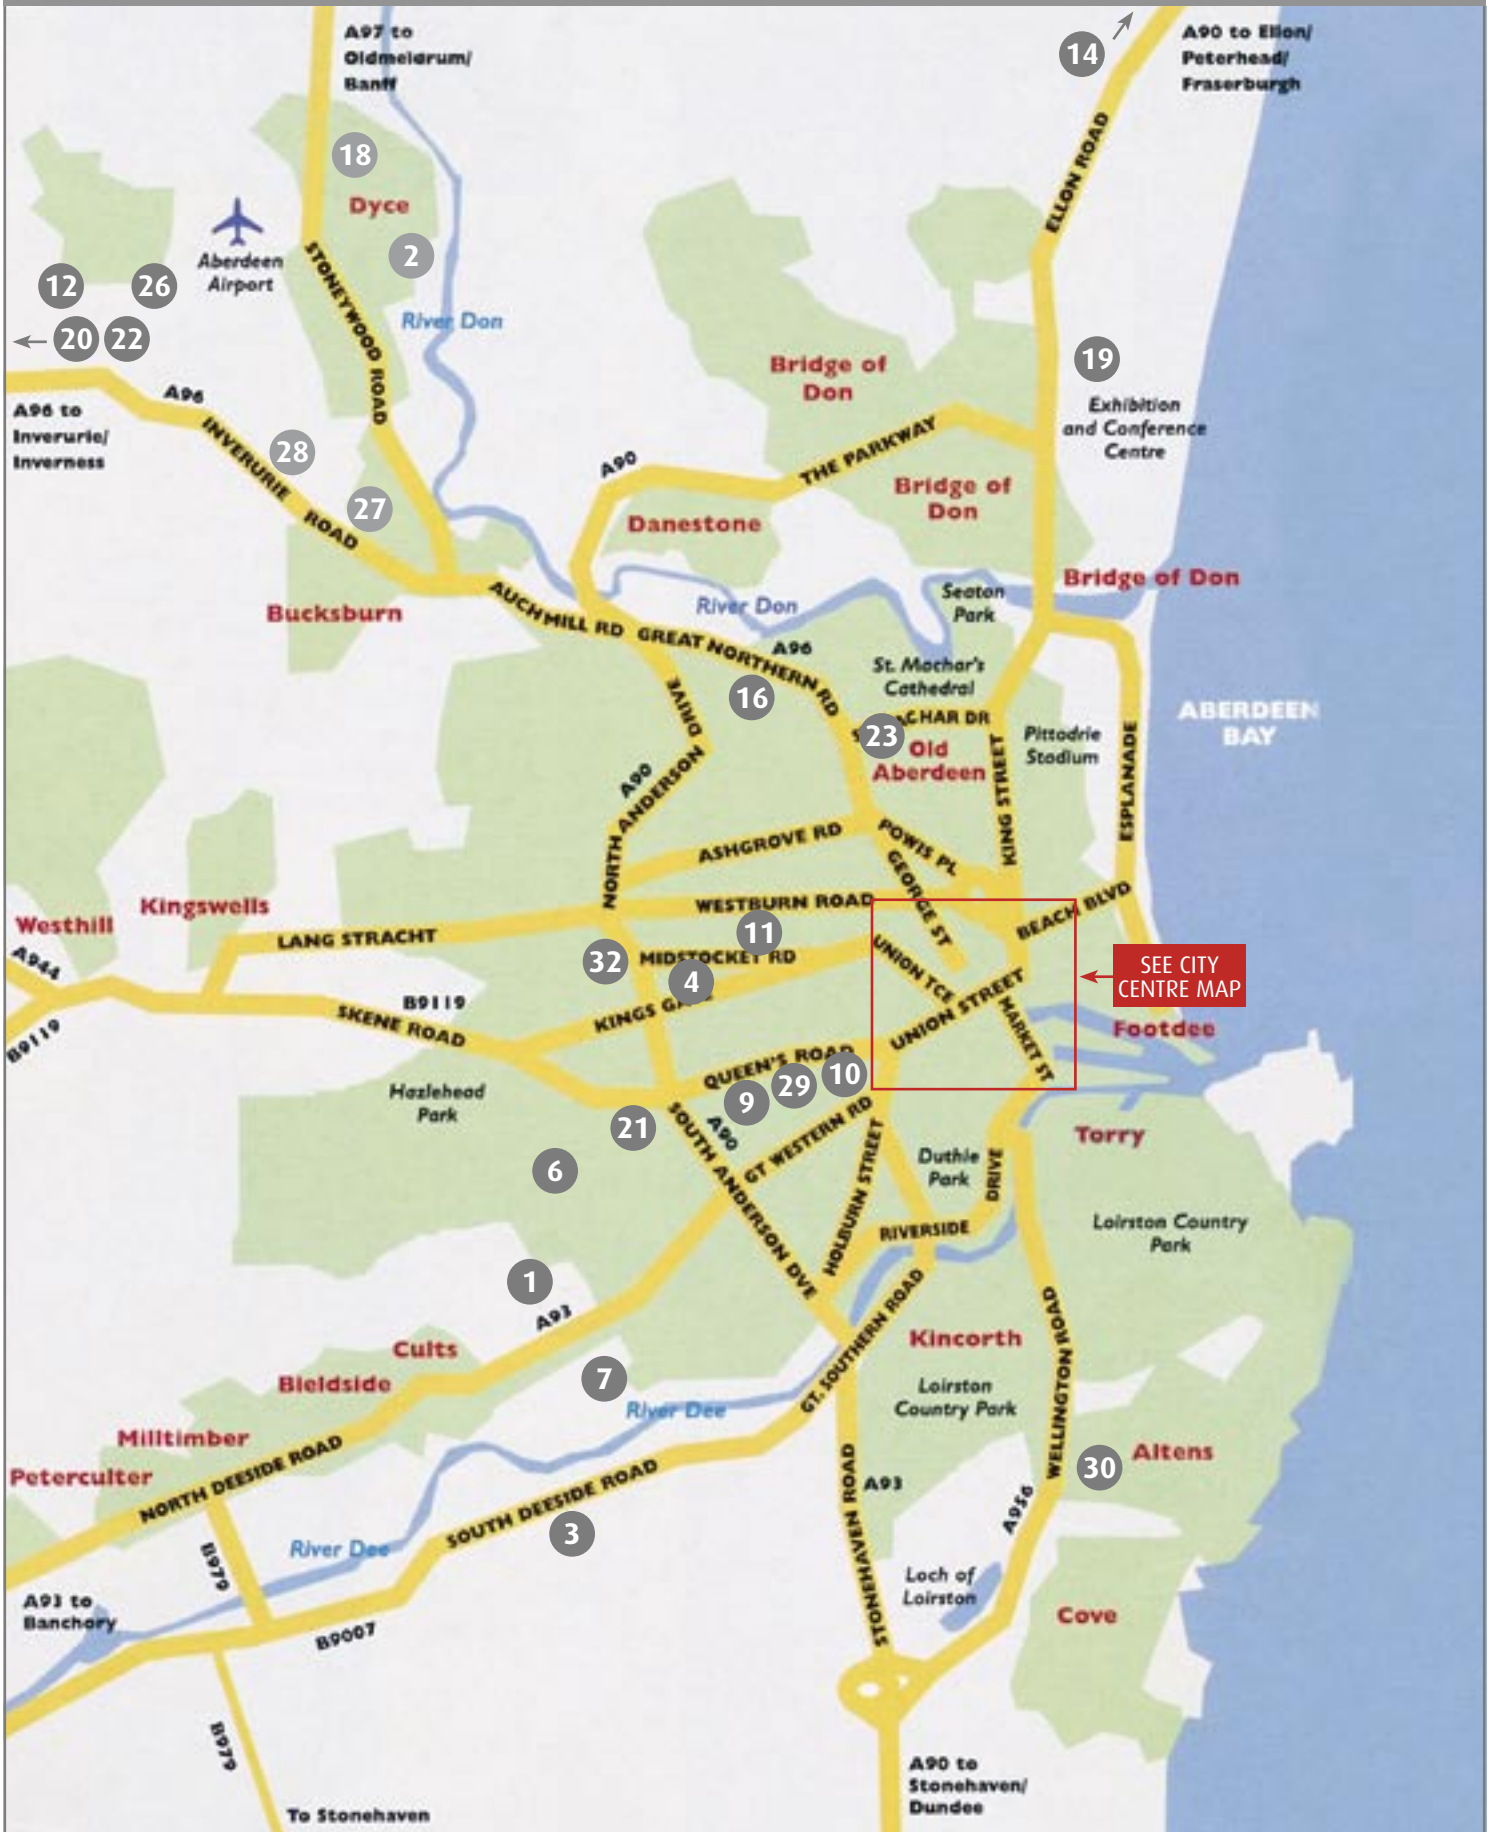 A97 to
Oldmeldrum/
Banff
14
A90 to Ellon/
Peterhead/
Fraserburgh
ELLON ROAD
18
Dyce
2
Aberdeen
Airport
12
26
20
22
STONEYWOOD ROAD
River Don
A96
A96 to
Inverurie/
Inverness
INVERURIE
ROAD
28
27
Bridge of
Don
19
Exhibition
and Conference
Centre
THE PARKWAY
A90
Danestone
Bridge of
Don
Bridge of Don
Bucksburn
AUCHMILL RD
River Don
Seaton
Park
GREAT NORTHERN RD
A96
St. Machar's
Cathedral
16
DRIVE
23
CHAR DR
Old
Aberdeen
Pittodrie
Stadium
ABERDEEN
BAY
A90
NORTH ANDERSON
KING STREET
ESPLANADE
ASHGROVE RD
POWIS PL
GEORGE ST
WESTBURN ROAD
BEACH BLVD
Westhill
Kingswells
LANG STRACHT
11
32
MIDSTOCKET RD
4
UNION TCE
SEE CITY
CENTRE MAP
A944
B9119
B9119
SKENE ROAD
KINGS GA
UNION STREET
MARKET ST
Footdee
QUEEN'S ROAD
10
29
9
Hazlehead
Park
21
A90
GT WESTERN RD
Torry
SOUTH ANDERSON DVE
6
HOLBURN STREET
Duthie
Park
DRIVE
RIVERSIDE
Loirston Country
Park
1
A93
Cults
Bieldside
7
River Dee
GT. SOUTHERN ROAD
Kincorth
Loirston
Country Park
WELLINGTON ROAD
Milltimber
Peterculter
NORTH DEESIDE ROAD
SOUTH DEESIDE ROAD
3
STONEHAVEN ROAD
A93
30
Altens
A956
B979
River Dee
Loch of
Loirston
A93 to
Banchory
B9007
Cove
B979
A90 to
Stonehaven/
Dundee
To Stonehaven